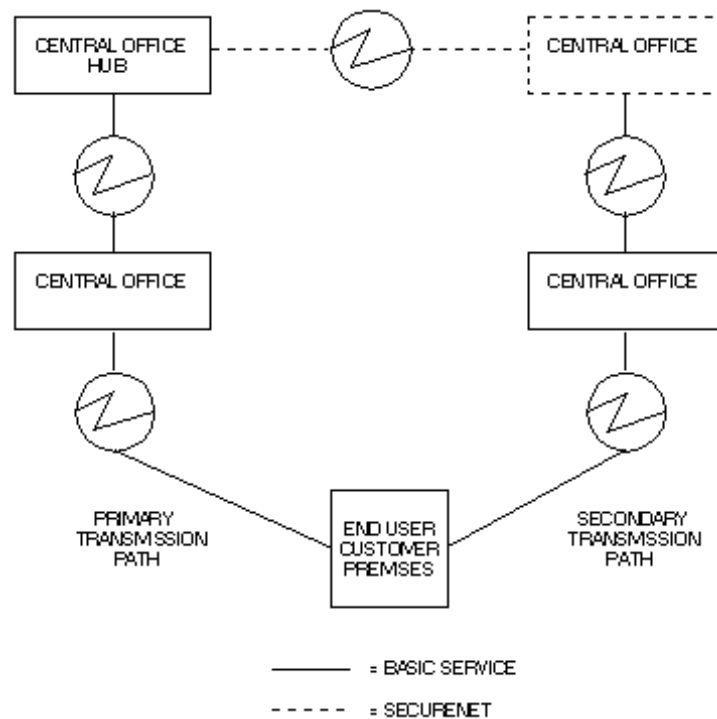 CENTRAL OFFICE
HUB
CENTRAL OFFICE
CENTRAL OFFICE
CENTRAL OFFICE
PRIMARY
TRANSMISSION
PATH
END USER
CUSTOMER
PREMSES
SECONDARY
TRANSMSSION
PATH
= BASIC SERVICE
= SECURENET